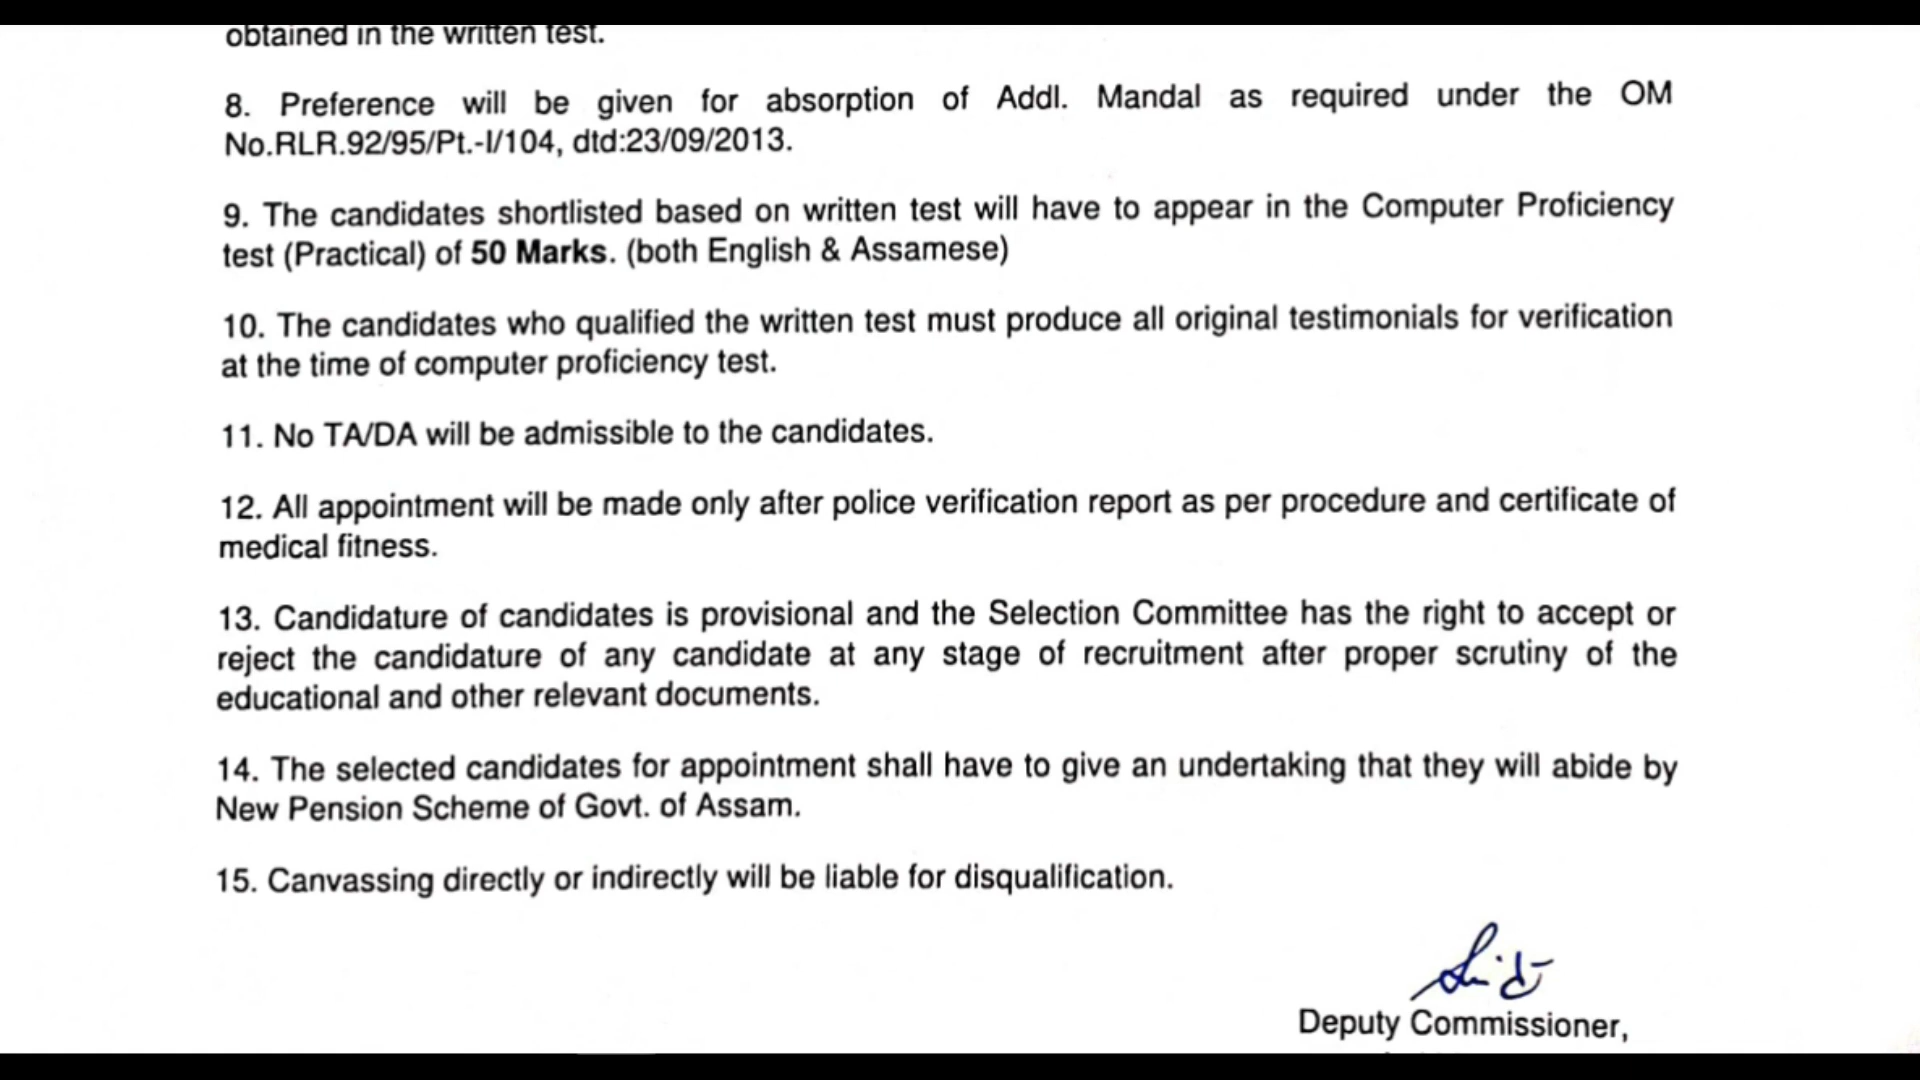 obtained in the written test.
8. Preference will be given for absorption of Addl. Mandal as required under the OM
No.RLR.92/95/Pt.-I/104, dtd:23/09/2013.
9. The candidates shortlisted based on written test will have to appear in the Computer Proficiency
test (Practical) of 50 Marks. (both English & Assamese)
10. The candidates who qualified the written test must produce all original testimonials for verification
at the time of computer proficiency test.
11. No TA/DA will be admissible to the candidates.
12. All appointment will be made only after police verification report as per procedure and certificate of
medical fitness.
13. Candidature of candidates is provisional and the Selection Committee has the right to accept or
reject the candidature of any candidate at any stage of recruitment after proper scrutiny of the
educational and other relevant documents.
14. The selected candidates for appointment shall have to give an undertaking that they will abide by
New Pension Scheme of Govt. of Assam.
15. Canvassing directly or indirectly will be liable for disqualification.
Deputy Commissioner,